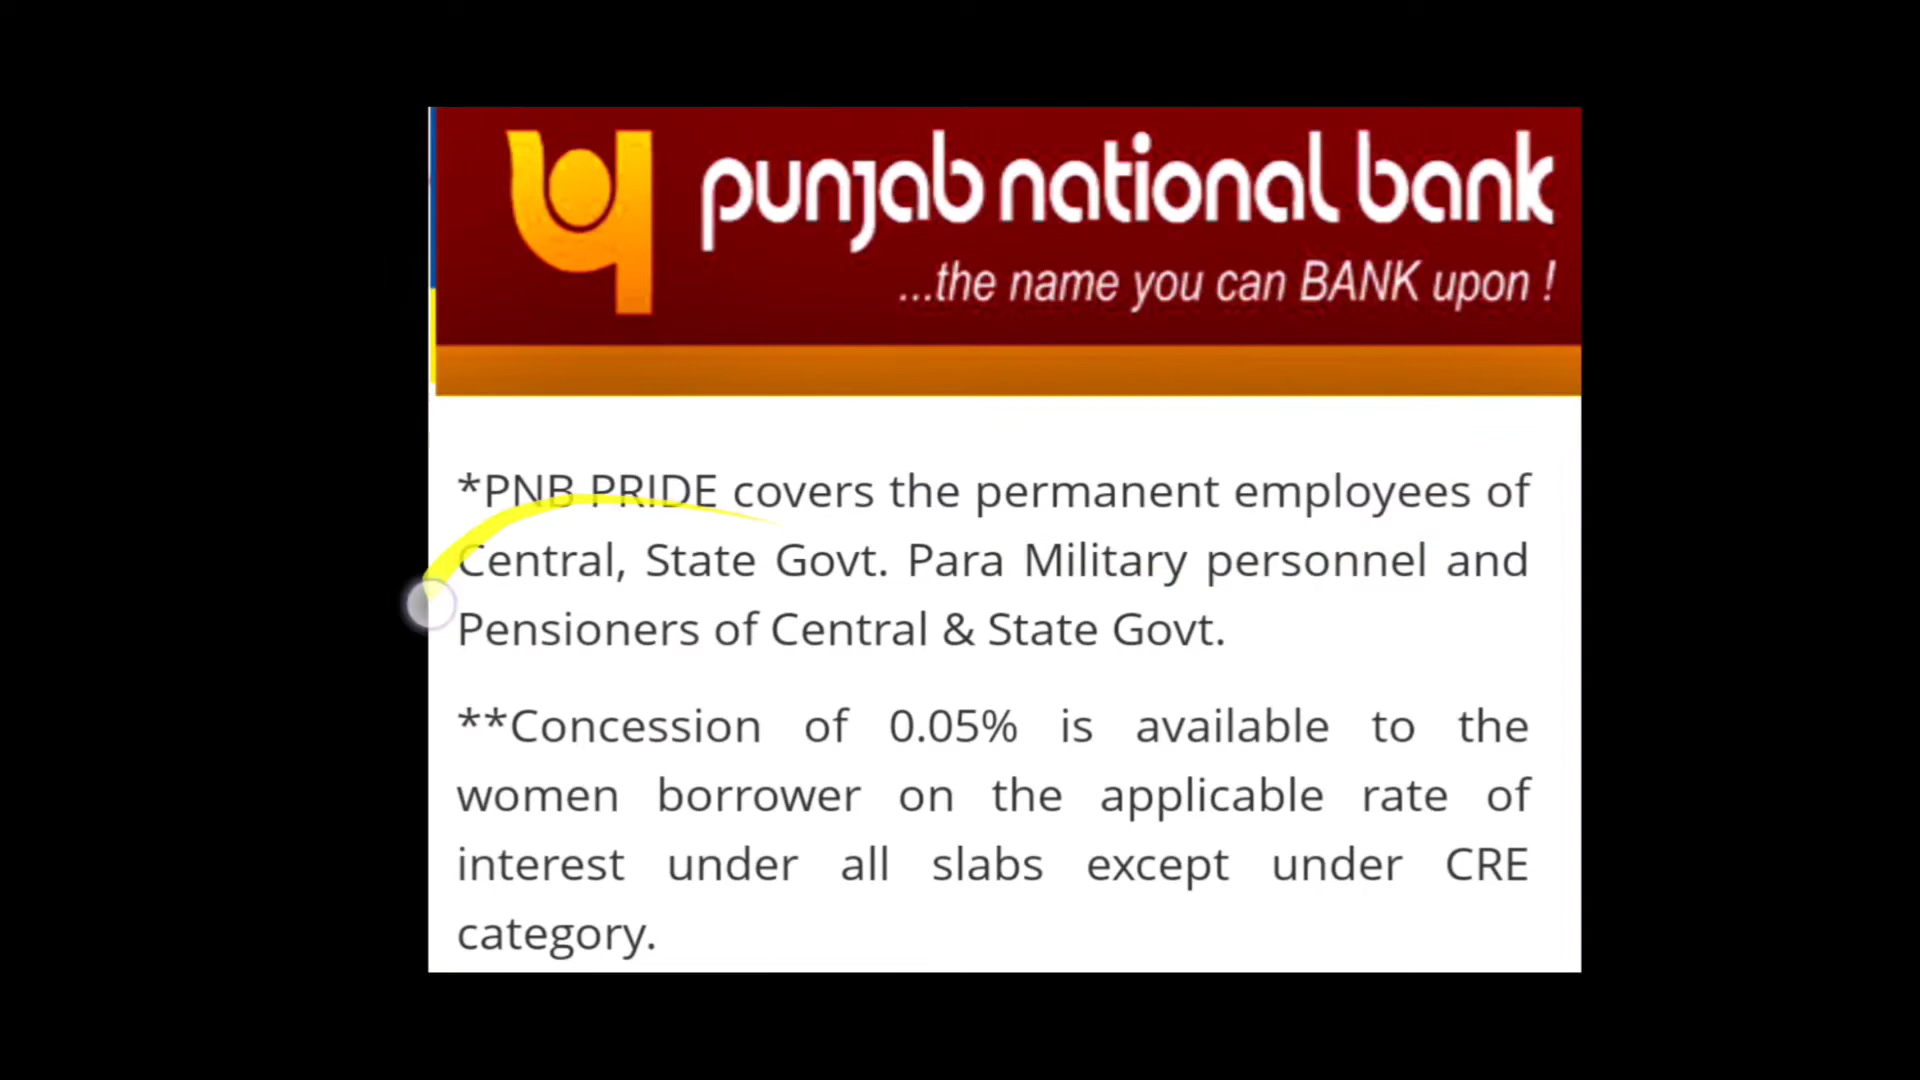 punjab national bank
...the name you can BANK upon !
*PNB PRIDE covers the permanent employees of
Central, State Govt. Para Military personnel and
Pensioners of Central & State Govt.
**Concession of 0.05% is available to the
women borrower on the applicable rate of
interest under all slabs except under CRE
category.